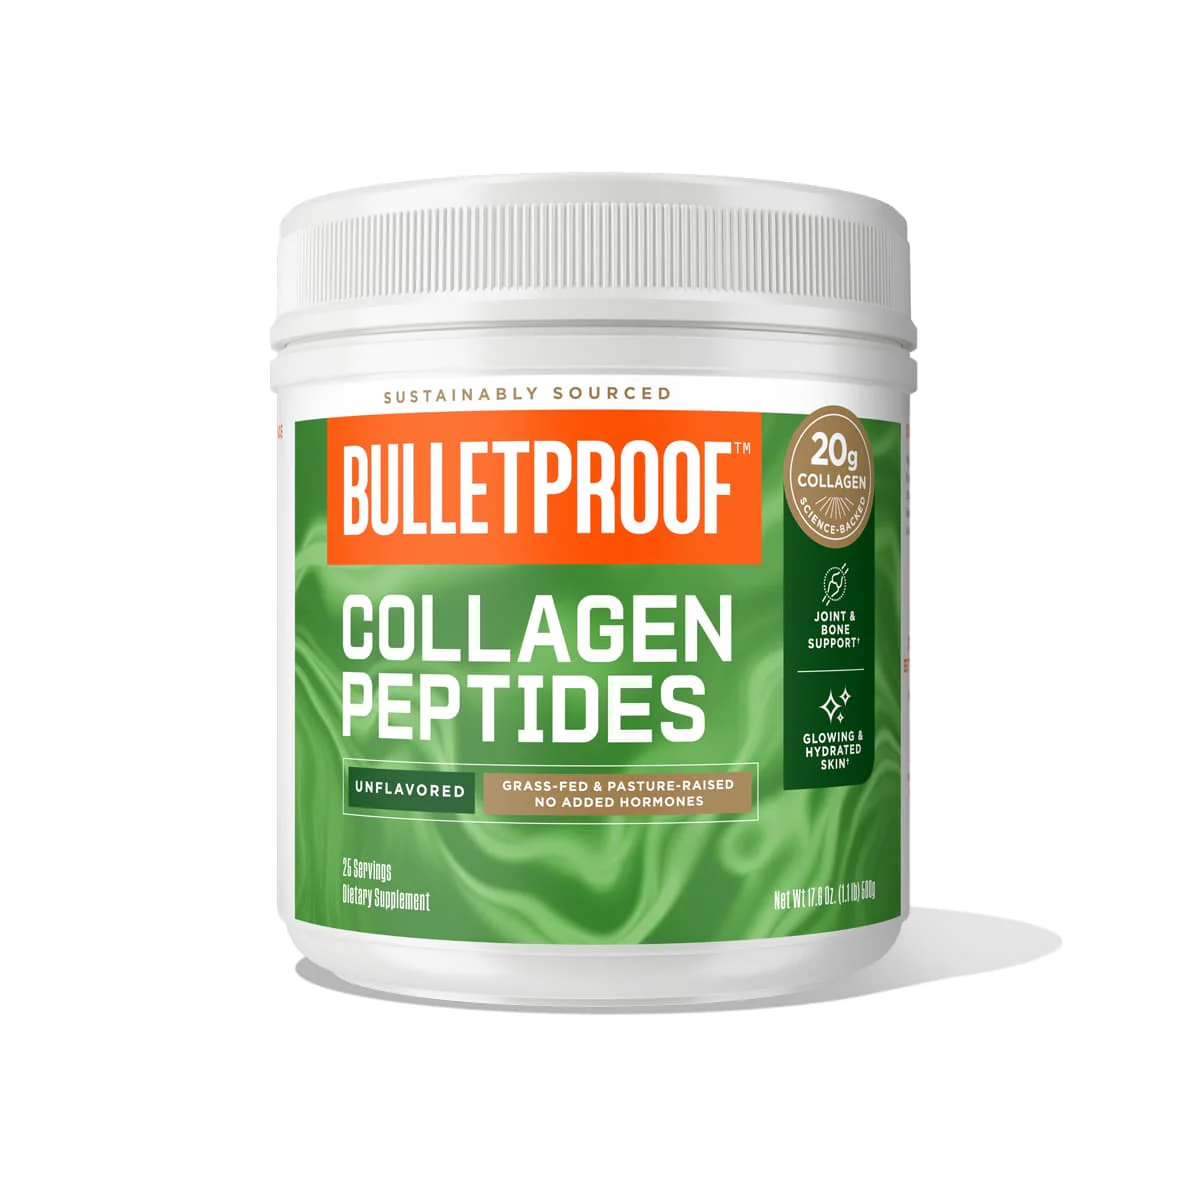 SUSTAINABLY SOURCED
BULLETPROOF™
COLLAGEN
PEPTIDES
UNFLAVORED
GRASS-FED & PASTURE-RAISED
NO ADDED HORMONES
25 Servings
Dietary Supplement
20g
COLLAGEN
SCIENCE-BACKED
JOINT &
BONE
SUPPORT†
GLOWING &
HYDRATED
SKIN†
Net Wt 17.6 Oz. (1.1 lb) 500g